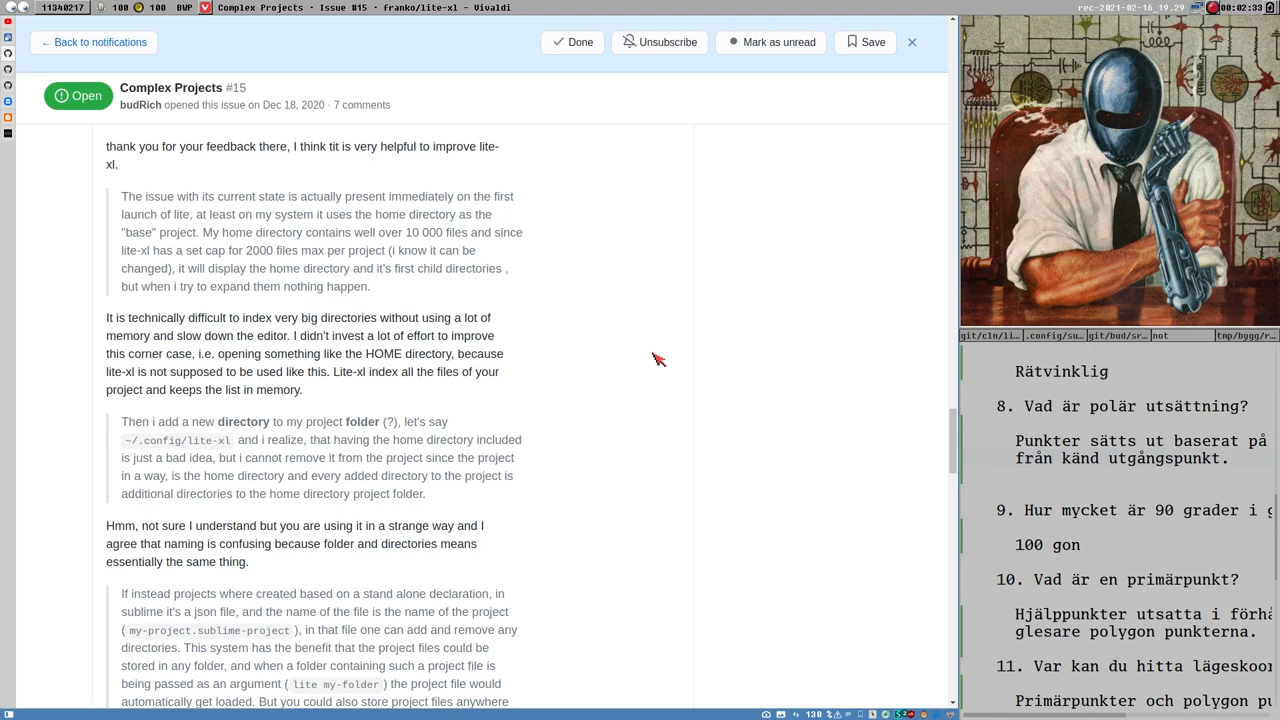 11340217
100
100
BWP
Complex Projects · Issue #15 · franko/lite-xl - Vivaldi
rec-2021-02-16_19.29
00:02:33
← Back to notifications
Done
Unsubscribe
Mark as unread
Save
Open
Complex Projects #15
budRich opened this issue on Dec 18, 2020 · 7 comments
thank you for your feedback there, I think tit is very helpful to improve lite-
xl.
The issue with its current state is actually present immediately on the first
launch of lite, at least on my system it uses the home directory as the
"base" project. My home directory contains well over 10 000 files and since
lite-xl has a set cap for 2000 files max per project (i know it can be
changed), it will display the home directory and it's first child directories ,
but when i try to expand them nothing happen.
It is technically difficult to index very big directories without using a lot of
memory and slow down the editor. I didn't invest a lot of effort to improve
this corner case, i.e. opening something like the HOME directory, because
lite-xl is not supposed to be used like this. Lite-xl index all the files of your
project and keeps the list in memory.
Then i add a new directory to my project folder (?), let's say
~/.config/lite-xl and i realize, that having the home directory included
is just a bad idea, but i cannot remove it from the project since the project
in a way, is the home directory and every added directory to the project is
additional directories to the home directory project folder.
Hmm, not sure I understand but you are using it in a strange way and I
agree that naming is confusing because folder and directories means
essentially the same thing.
If instead projects where created based on a stand alone declaration, in
sublime it's a json file, and the name of the file is the name of the project
( my-project.sublime-project ), in that file one can add and remove any
directories. This system has the benefit that the project files could be
stored in any folder, and when a folder containing such a project file is
being passed as an argument ( lite my-folder ) the project file would
automatically get loaded. But you could also store project files anywhere
git/cln/li… .config/su… git/bud/sr… not tmp/bygg/r…
Rätvinklig
8. Vad är polär utsättning?
Punkter sätts ut baserat på
från känd utgångspunkt.
9. Hur mycket är 90 grader i g
100 gon
10. Vad är en primärpunkt?
Hjälppunkter utsatta i förhå
glesare polygon punkterna.
11. Var kan du hitta lägeskoor
Primärpunkter och polygon pu
130 %